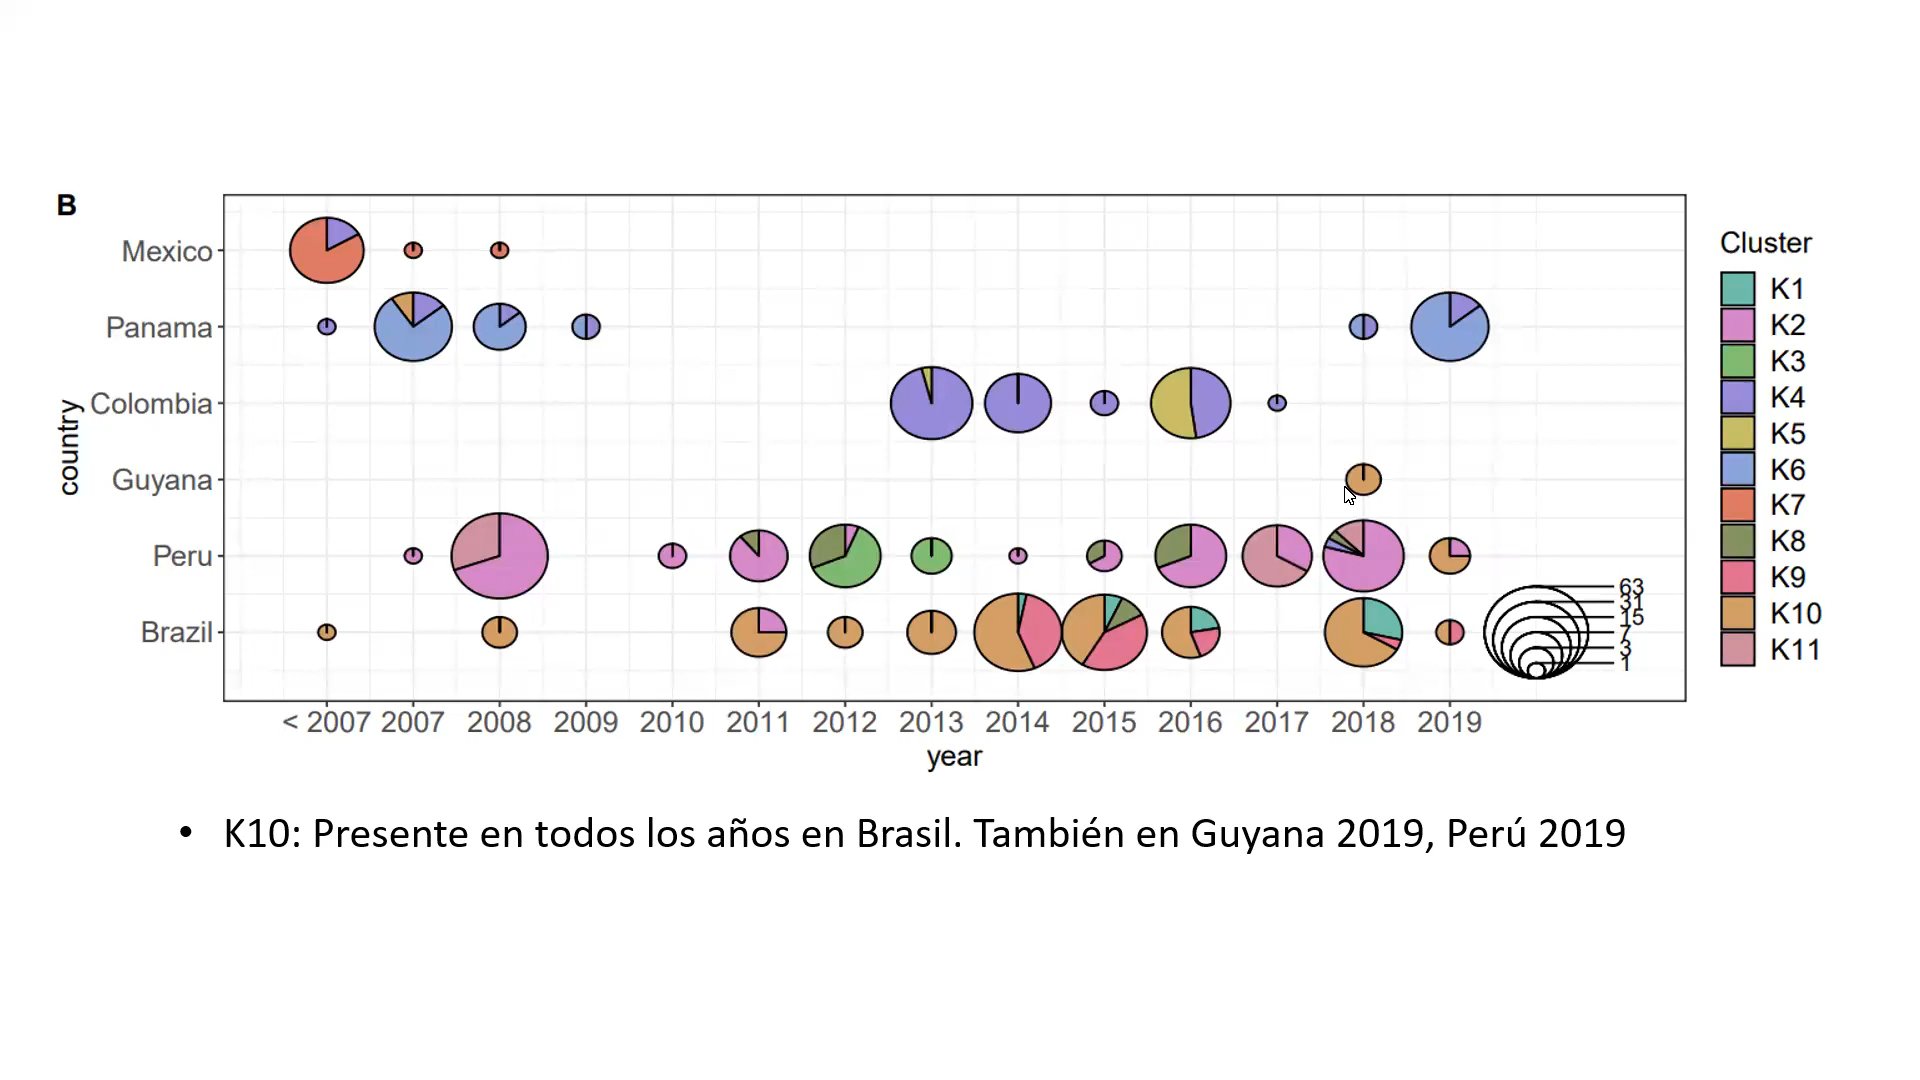 B
Mexico
Panama
Colombia
Guyana
Peru
Brazil
country
< 2007 2007 2008 2009 2010 2011 2012 2013 2014 2015 2016 2017 2018 2019
year
63
31
15
7
3
1
Cluster
K1
K2
K3
K4
K5
K6
K7
K8
K9
K10
K11
• K10: Presente en todos los años en Brasil. También en Guyana 2019, Perú 2019